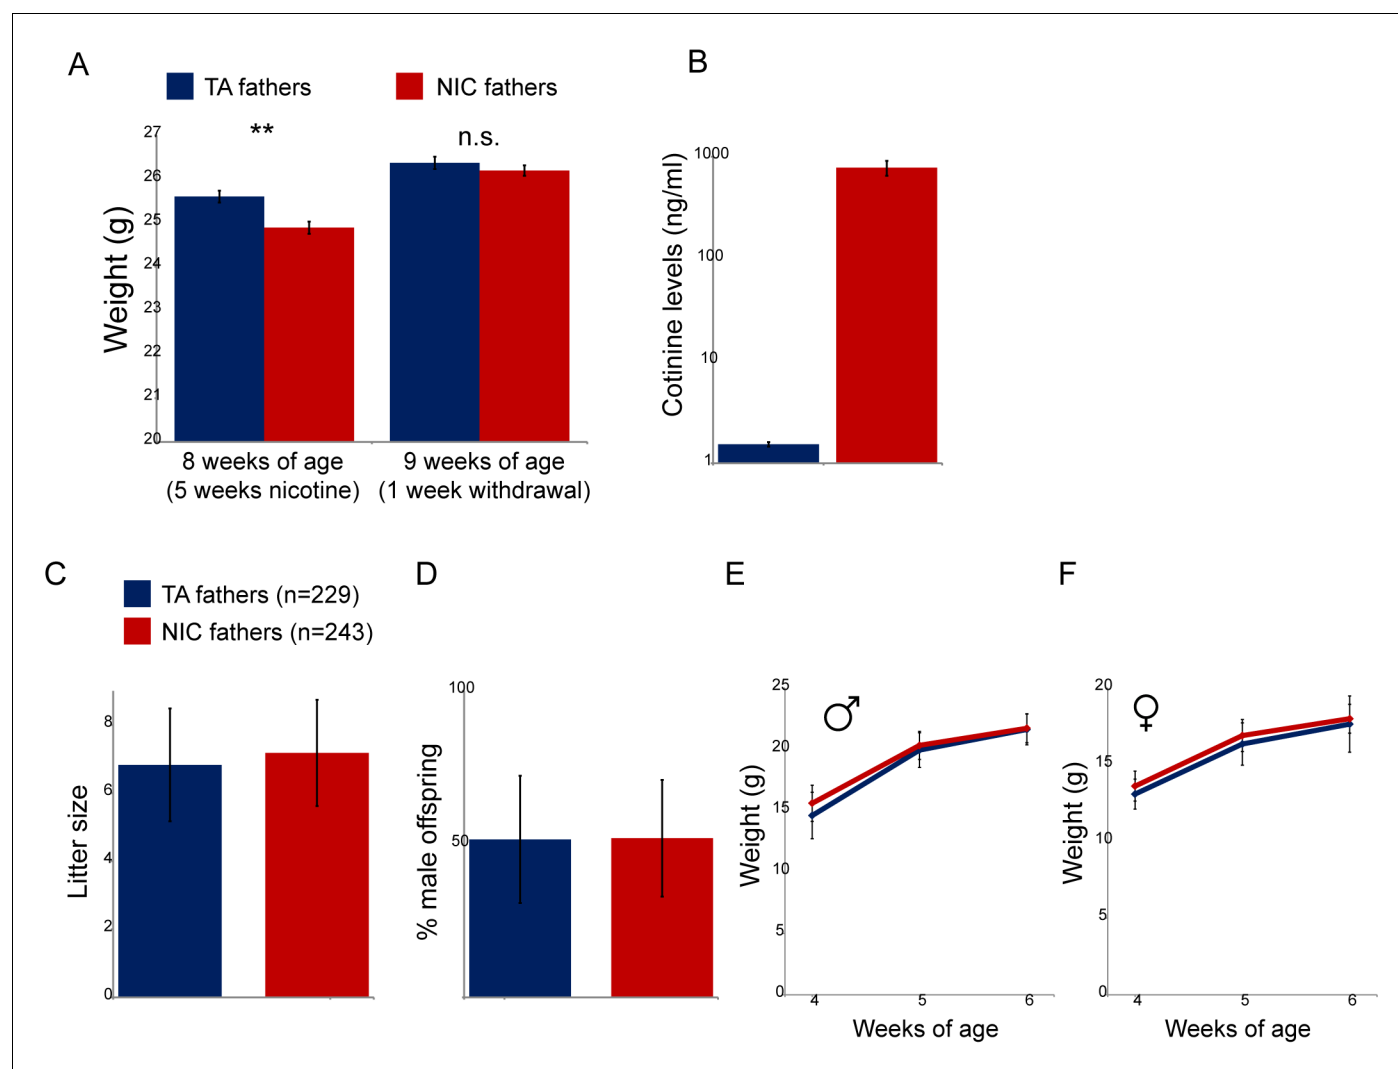 A
TA fathers
NIC fathers
27
26
25
24
23
22
21
20
Weight (g)
**
n.s.
8 weeks of age
(5 weeks nicotine)
9 weeks of age
(1 week withdrawal)
B
Cotinine levels (ng/ml)
1000
100
10
1
C
TA fathers (n=229)
NIC fathers (n=243)
Litter size
8
6
4
2
0
D
% male offspring
100
50
E
♂
Weight (g)
25
20
15
10
5
0
4 5 6
Weeks of age
F
♀
Weight (g)
20
15
10
5
0
4 5 6
Weeks of age